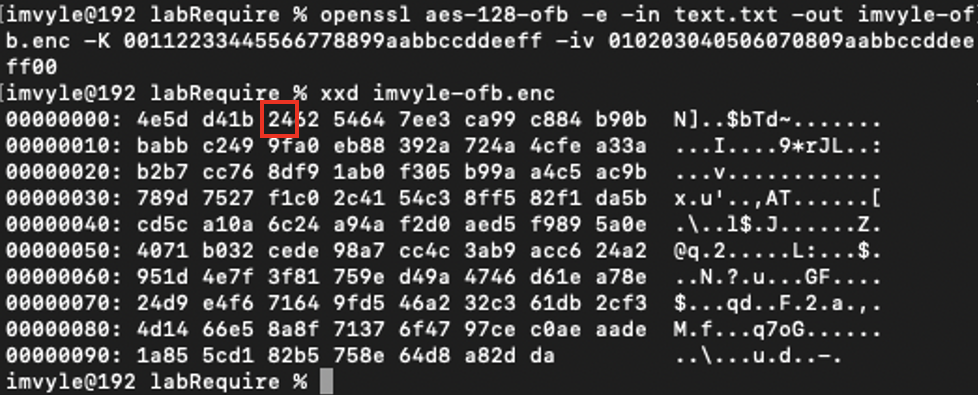 [imvyle@192 labRequire % openssl aes-128-ofb -e -in text.txt -out imvyle-of
b.enc -K 00112233445566778899aabbccddeeff -iv 010203040506070809aabbccddee
ff00
[imvyle@192 labRequire % xxd imvyle-ofb.enc
00000000: 4e5d d41b 2462 5464 7ee3 ca99 c884 b90b  N]..$bTd~.......
00000010: babb c249 9fa0 eb88 392a 724a 4cfe a33a  ...I....9*rJL..:
00000020: b2b7 cc76 8df9 1ab0 f305 b99a a4c5 ac9b  ...v............
00000030: 789d 7527 f1c0 2c41 54c3 8ff5 82f1 da5b  x.u'..,AT......[
00000040: cd5c a10a 6c24 a94a f2d0 aed5 f989 5a0e  .\..l$.J......Z.
00000050: 4071 b032 cede 98a7 cc4c 3ab9 acc6 24a2  @q.2.....L:...$.
00000060: 951d 4e7f 3f81 759e d49a 4746 d61e a78e  ..N.?.u...GF....
00000070: 24d9 e4f6 7164 9fd5 46a2 32c3 61db 2cf3  $...qd..F.2.a.,.
00000080: 4d14 66e5 8a8f 7137 6f47 97ce c0ae aade  M.f...q7oG......
00000090: 1a85 5cd1 82b5 758e 64d8 a82d da  ..\...u.d..-.
imvyle@192 labRequire %